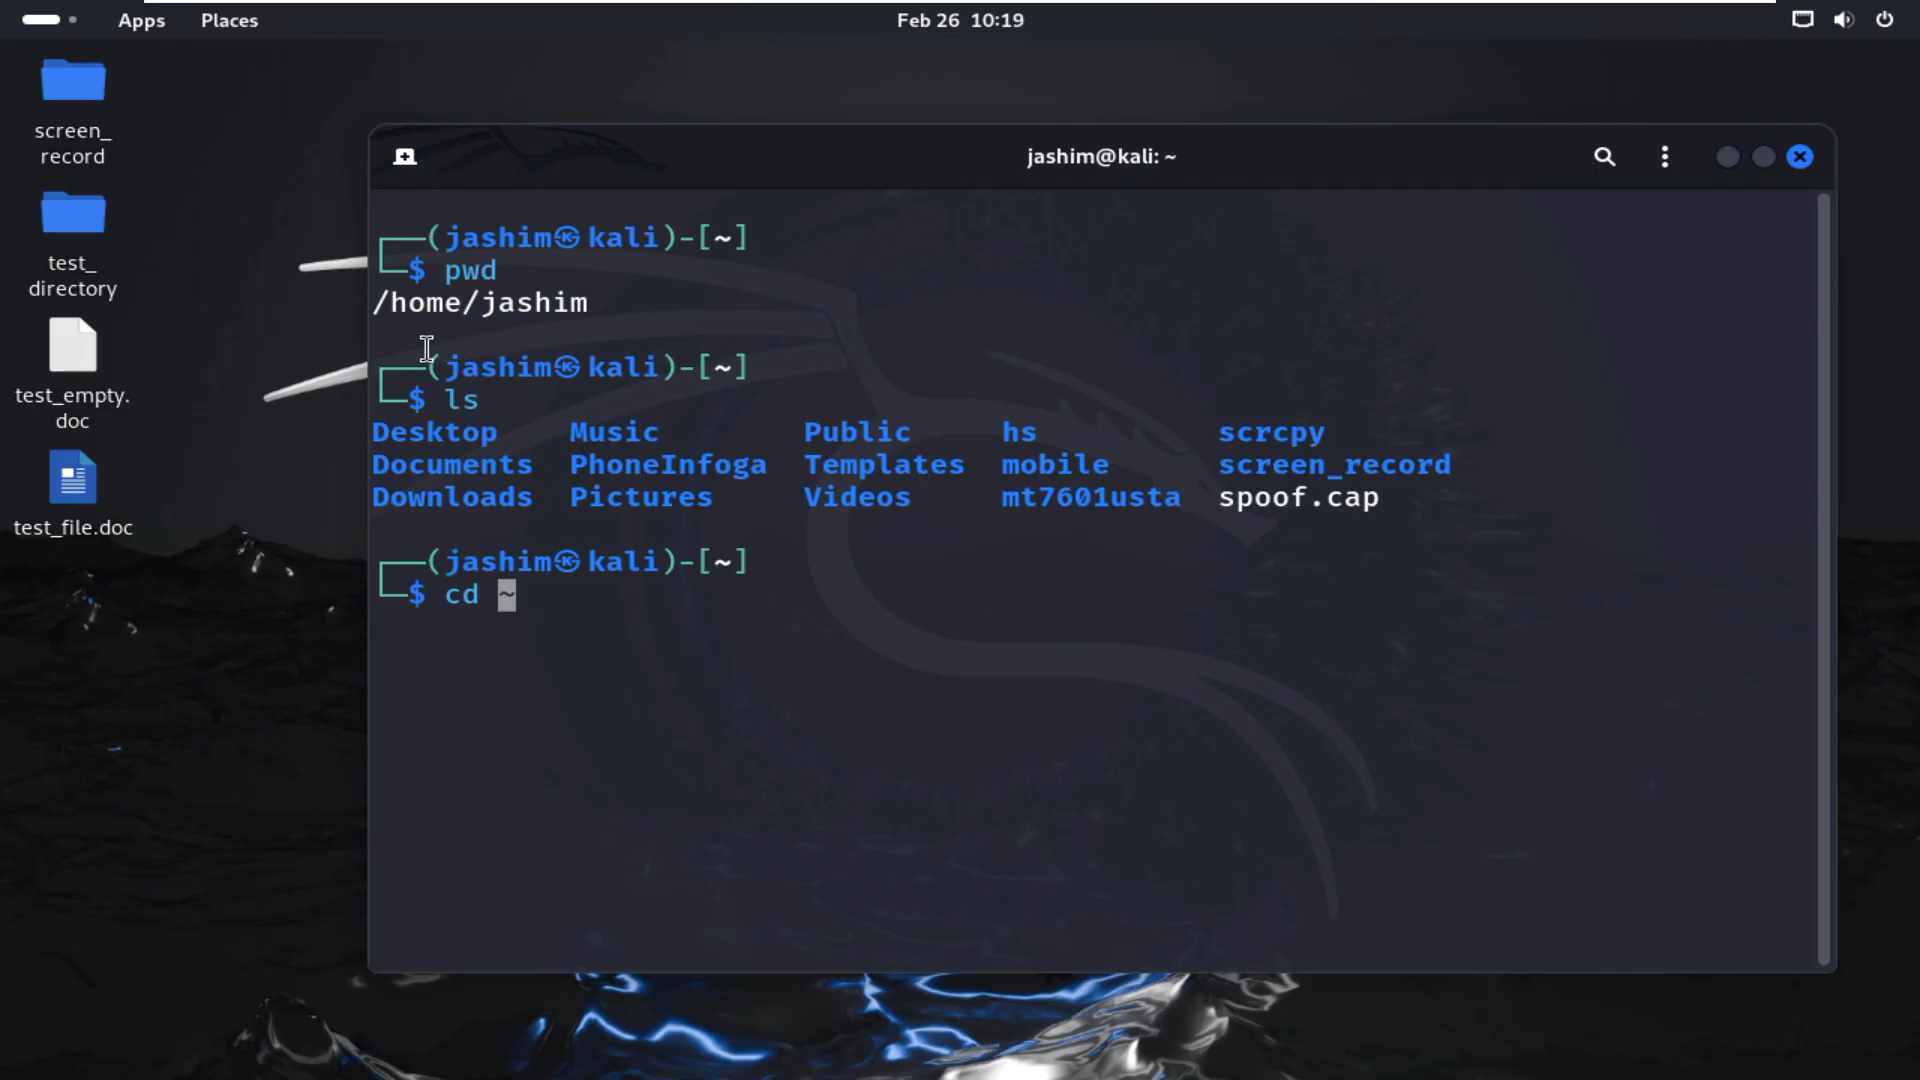 Apps Places Feb 26 10:19
screen_
record
test_
directory
test_empty.
doc
test_file.doc
jashim@kali: ~
┌──(jashim㉿kali)-[~]
└─$ pwd
/home/jashim
┌──(jashim㉿kali)-[~]
└─$ ls
Desktop Music Public hs scrcpy
Documents PhoneInfoga Templates mobile screen_record
Downloads Pictures Videos mt7601usta spoof.cap
┌──(jashim㉿kali)-[~]
└─$ cd ~